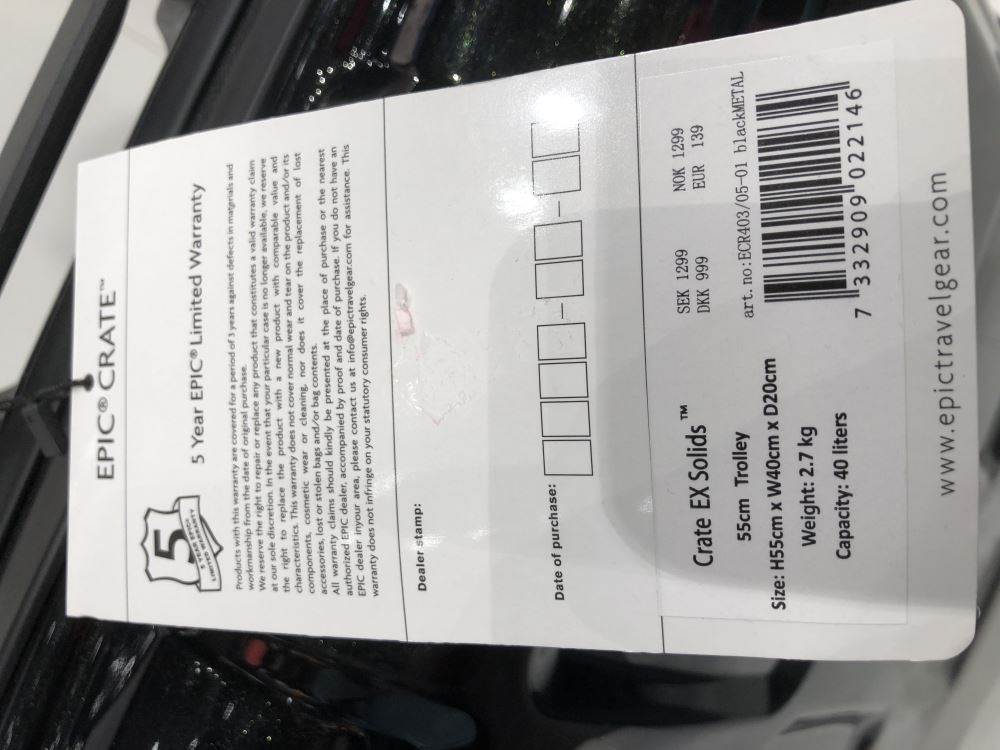 EPIC® CRATE™
5
5 YEAR EPIC®
LIMITED WARRANTY
5 Year EPIC® Limited Warranty
Products with this warranty are covered for a period of 5 years against defects in materials and
workmanship from the date of original purchase.
We reserve the right to repair or replace any product that constitutes a valid warranty claim
at our sole discretion. In the event that your particular case is no longer available, we reserve
the right to replace the product with a new product with comparable value and
characteristics. This warranty does not cover normal wear and tear on the product and/or its
components, cosmetic wear or cleaning, nor does it cover the replacement of lost
accessories, lost or stolen bags and/or bag contents.
All warranty claims should kindly be presented at the place of purchase or the nearest
authorized EPIC dealer, accompanied by proof and date of purchase. If you do not have an
EPIC dealer inyour area, please contact us at info@epictravelgear.com for assistance. This
warranty does not infringe on your statutory consumer rights.
Dealer stamp:
Date of purchase:
Crate EX Solids™
55cm Trolley
Size: H55cm x W40cm x D20cm
Weight: 2.7 kg
Capacity: 40 liters
SEK 1299 NOK 1299
DKK 999 EUR 139
art. no:ECR403/05-01 blackMETAL
7 332909 022146
www.epictravelgear.com